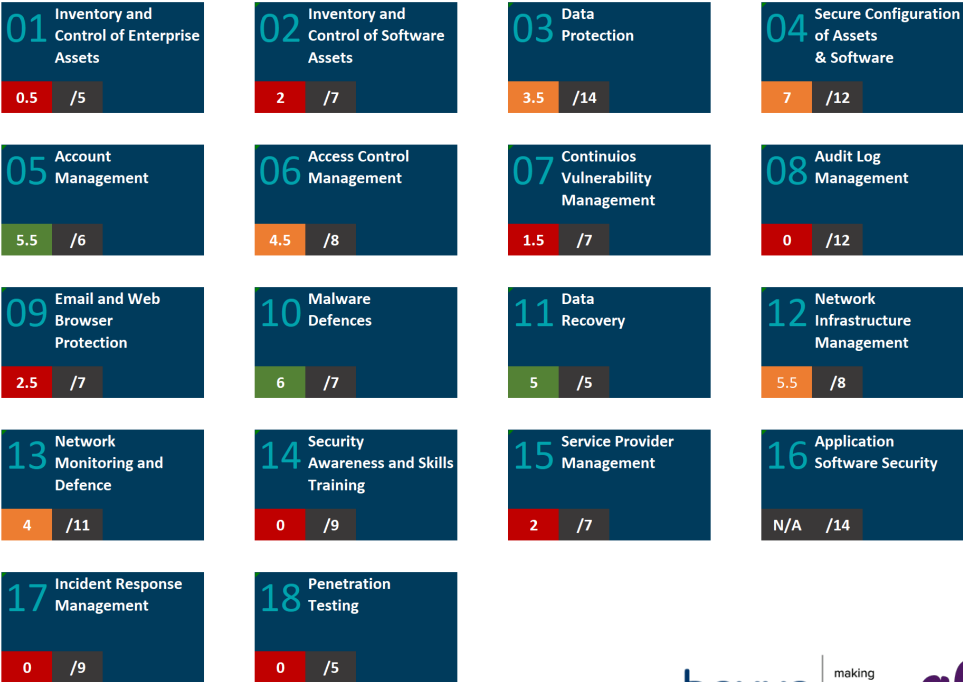 01 Inventory and
Control of Enterprise
Assets
0.5 /5
02 Inventory and
Control of Software
Assets
2 /7
03 Data
Protection
3.5 /14
04 Secure Configuration
of Assets
& Software
7 /12
05 Account
Management
5.5 /6
06 Access Control
Management
4.5 /8
07 Continuios
Vulnerability
Management
1.5 /7
08 Audit Log
Management
0 /12
09 Email and Web
Browser
Protection
2.5 /7
10 Malware
Defences
6 /7
11 Data
Recovery
5 /5
12 Network
Infrastructure
Management
5.5 /8
13 Network
Monitoring and
Defence
4 /11
14 Security
Awareness and Skills
Training
0 /9
15 Service Provider
Management
2 /7
16 Application
Software Security
N/A /14
17 Incident Response
Management
0 /9
18 Penetration
Testing
0 /5
making